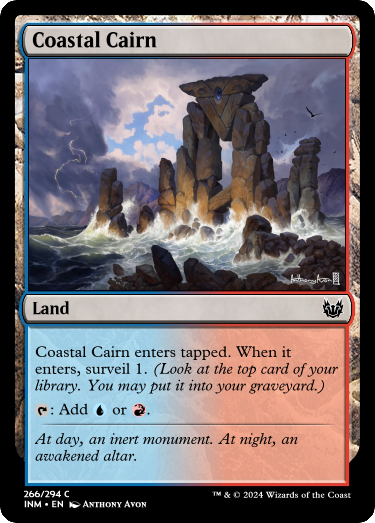 Coastal Cairn
Anthony Avon
Land
Coastal Cairn enters tapped. When it
enters, surveil 1. (Look at the top card of your
library. You may put it into your graveyard.)
: Add or .
At day, an inert monument. At night, an
awakened altar.
266/294 C
INM • EN Anthony Avon
™ & © 2024 Wizards of the Coast